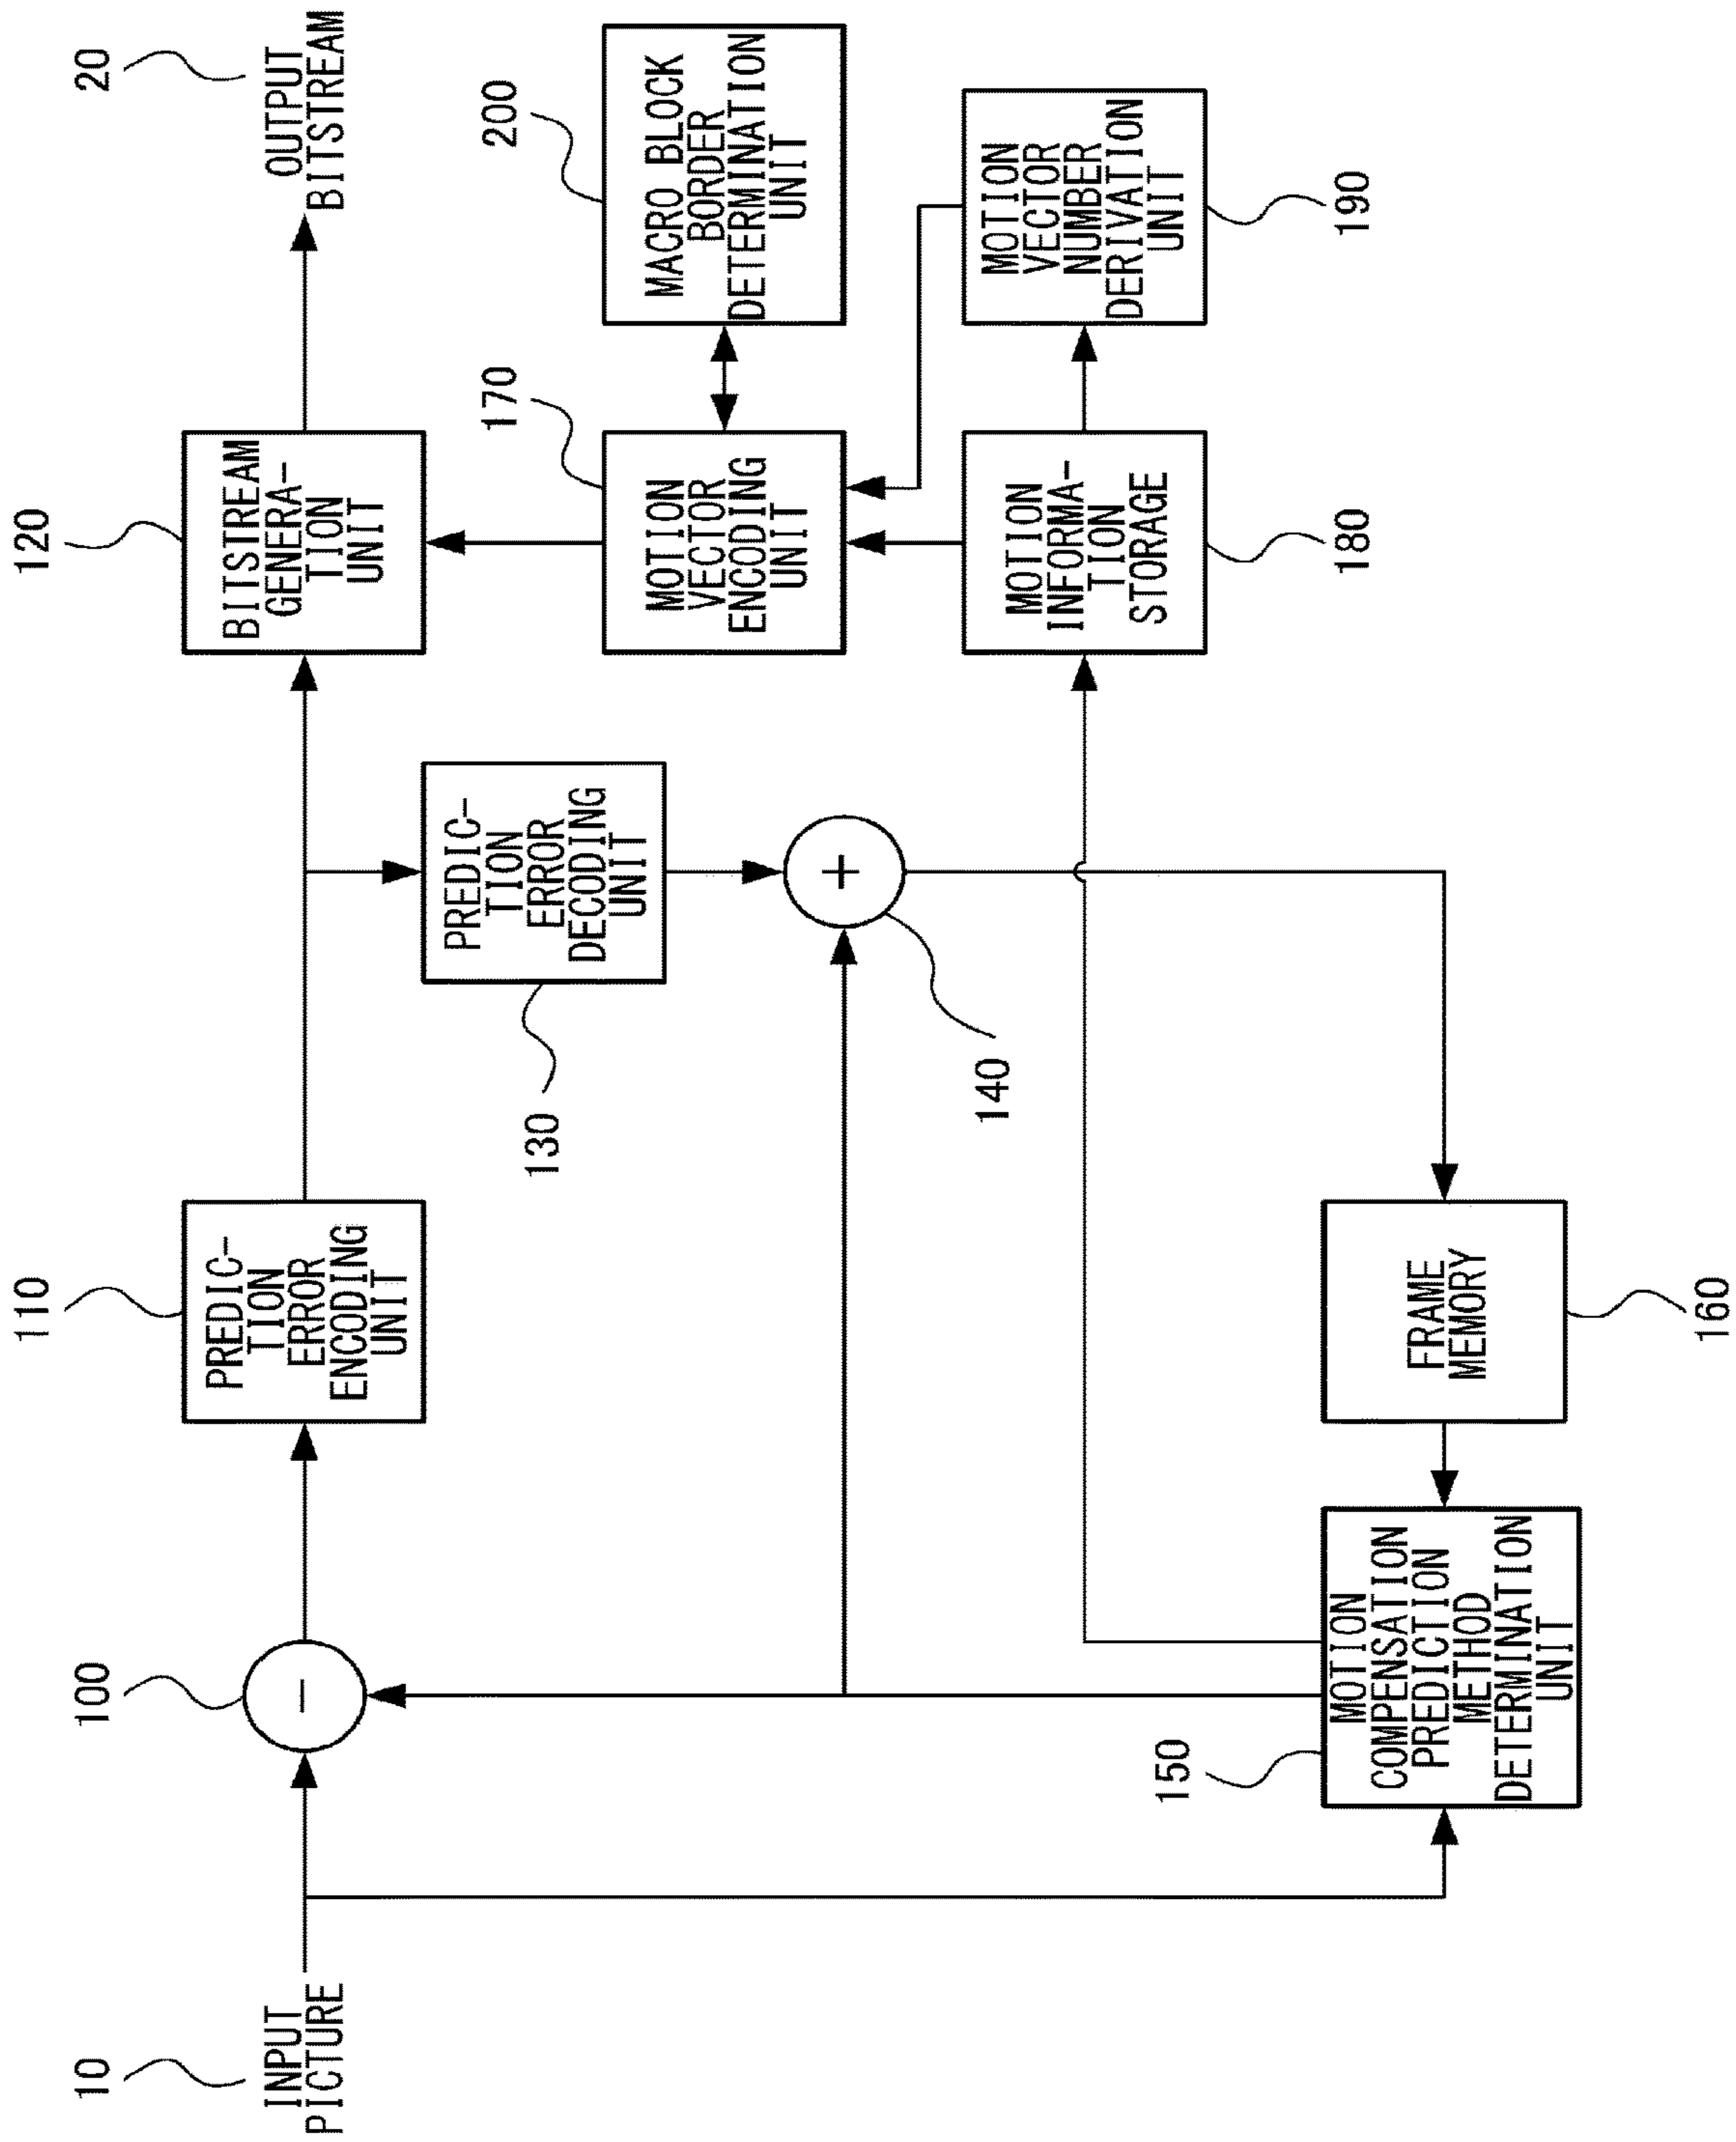 10
INPUT
PICTURE
100
110
PREDIC-
TION
ERROR
ENCODING
UNIT
120
BITSTREAM
GENERA-
TION
UNIT
20
OUTPUT
BITSTREAM
130
PREDIC-
TION
ERROR
DECODING
UNIT
170
MOTION
VECTOR
ENCODING
UNIT
200
MACRO BLOCK
BORDER
DETERMINATION
UNIT
140
+
−
180
MOTION
INFORMA-
TION
STORAGE
190
MOTION
VECTOR
NUMBER
DERIVATION
UNIT
150
MOTION
COMPENSATION
PREDICTION
METHOD
DETERMINATION
UNIT
160
FRAME
MEMORY